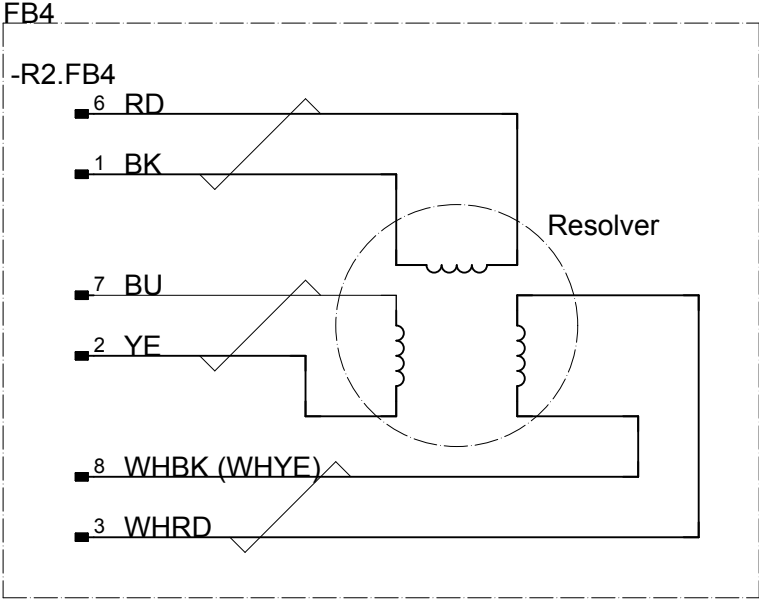 FB4
-R2.FB4
6 RD
1 BK
Resolver
7 BU
2 YE
8 WHBK (WHYE)
3 WHRD